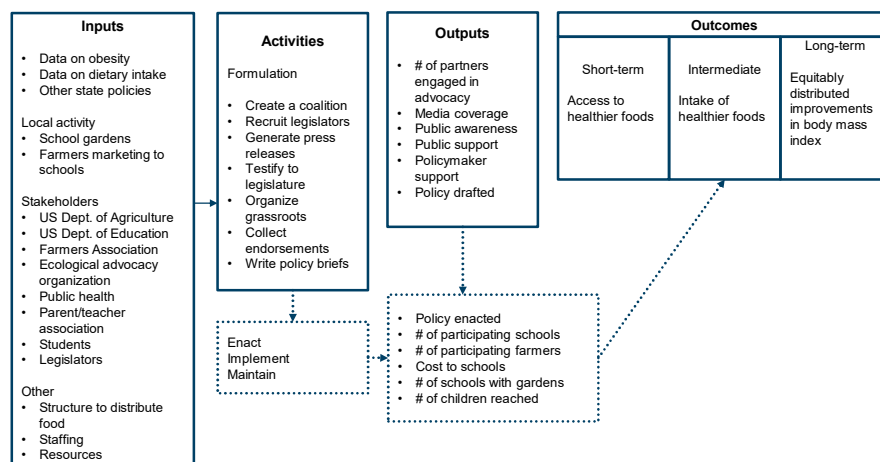 Inputs
• Data on obesity
• Data on dietary intake
• Other state policies
Local activity
• School gardens
• Farmers marketing to
schools
Stakeholders
• US Dept. of Agriculture
• US Dept. of Education
• Farmers Association
• Ecological advocacy
organization
• Public health
• Parent/teacher
association
• Students
• Legislators
Other
• Structure to distribute
food
• Staffing
• Resources
Activities
Formulation
• Create a coalition
• Recruit legislators
• Generate press
releases
• Testify to
legislature
• Organize
grassroots
• Collect
endorsements
• Write policy briefs
Enact
Implement
Maintain
Outputs
• # of partners
engaged in
advocacy
• Media coverage
• Public awareness
• Public support
• Policymaker
support
• Policy drafted
• Policy enacted
• # of participating schools
• # of participating farmers
• Cost to schools
• # of schools with gardens
• # of children reached
Outcomes
Short-term
Access to
healthier foods
Intermediate
Intake of
healthier foods
Long-term
Equitably
distributed
improvements
in body mass
index